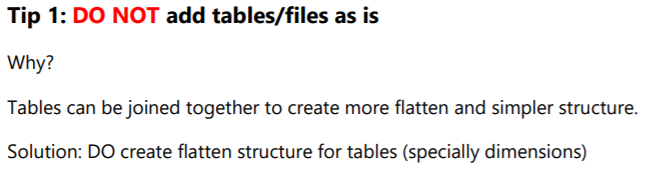 Tip 1: DO NOT add tables/files as is
Why?
Tables can be joined together to create more flatten and simpler structure.
Solution: DO create flatten structure for tables (specially dimensions)